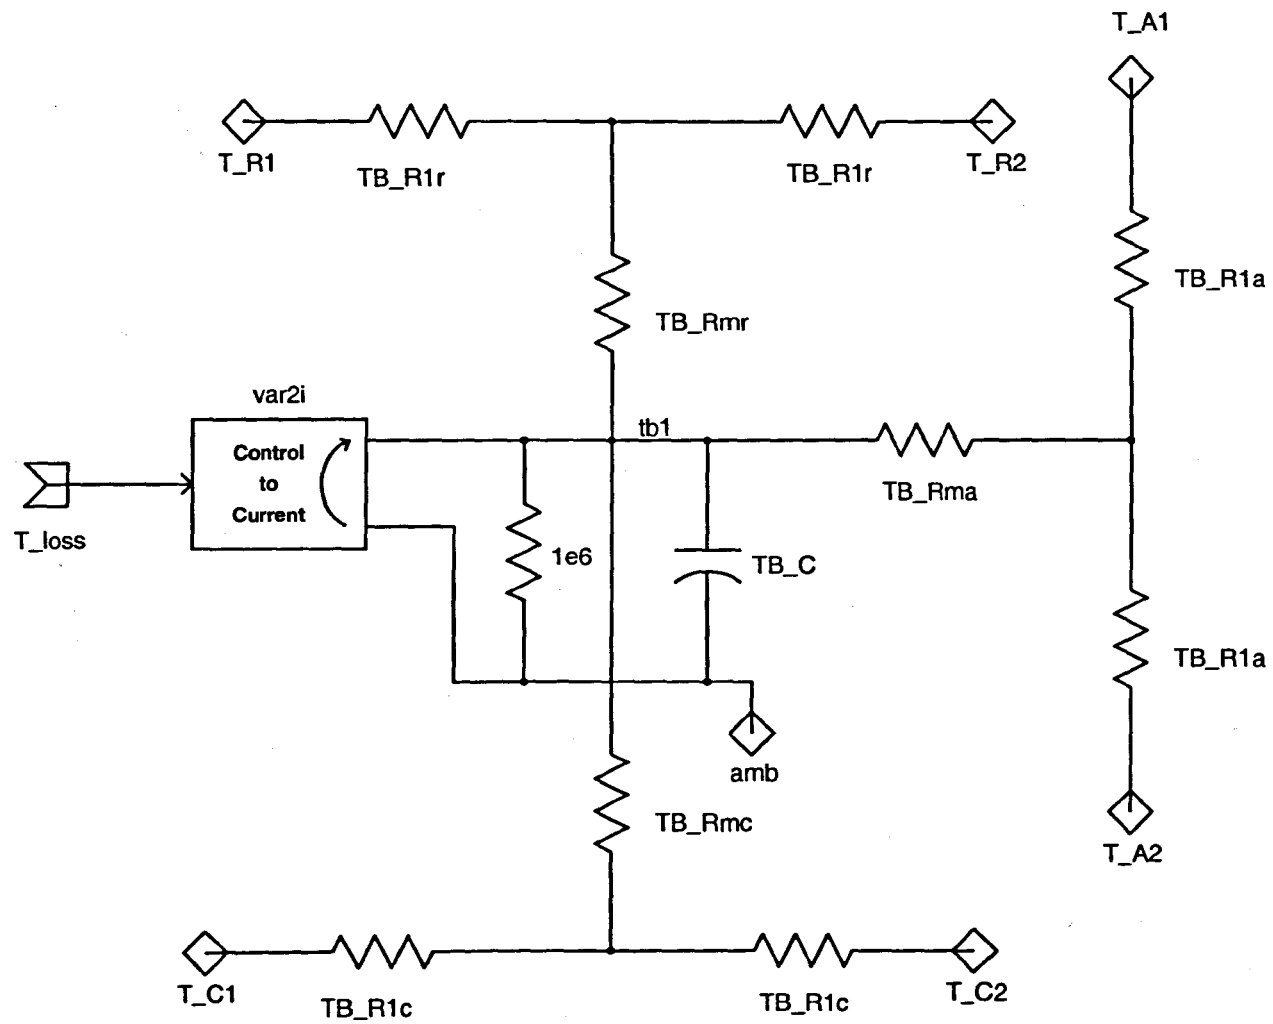 T_A1
T_R1
TB_R1r
TB_R1r
T_R2
TB_R1a
TB_Rmr
var2i
Control
to
Current
T_loss
tb1
TB_Rma
1e6
TB_C
TB_R1a
amb
TB_Rmc
T_A2
T_C1
TB_R1c
TB_R1c
T_C2